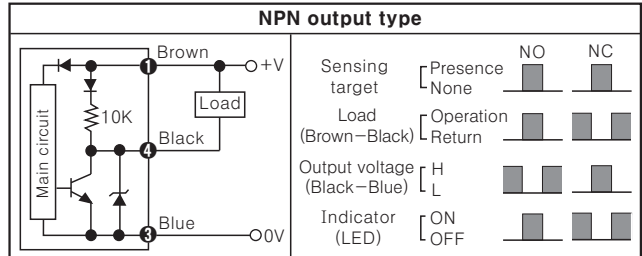 NPN output type
Brown
1
+V
10K
Load
Main circuit
Black
4
Blue
3
0V
NO NC
Sensing target Presence
None
Load (Brown-Black) Operation
Return
Output voltage (Black-Blue) H
L
Indicator (LED) ON
OFF